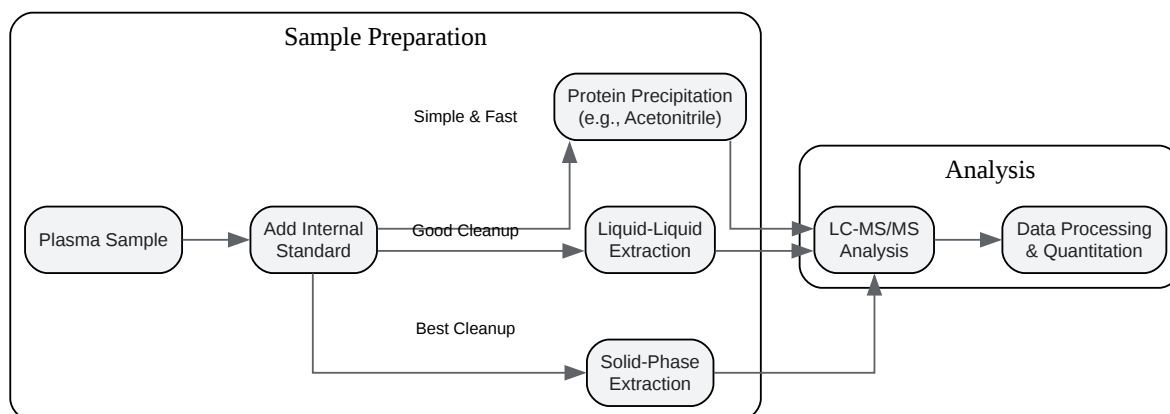 Sample Preparation
Simple & Fast
Protein Precipitation
(e.g., Acetonitrile)
Analysis
Plasma Sample
Add Internal
Standard
Good Cleanup
Liquid-Liquid
Extraction
LC-MS/MS
Analysis
Data Processing
& Quantitation
Best Cleanup
Solid-Phase
Extraction